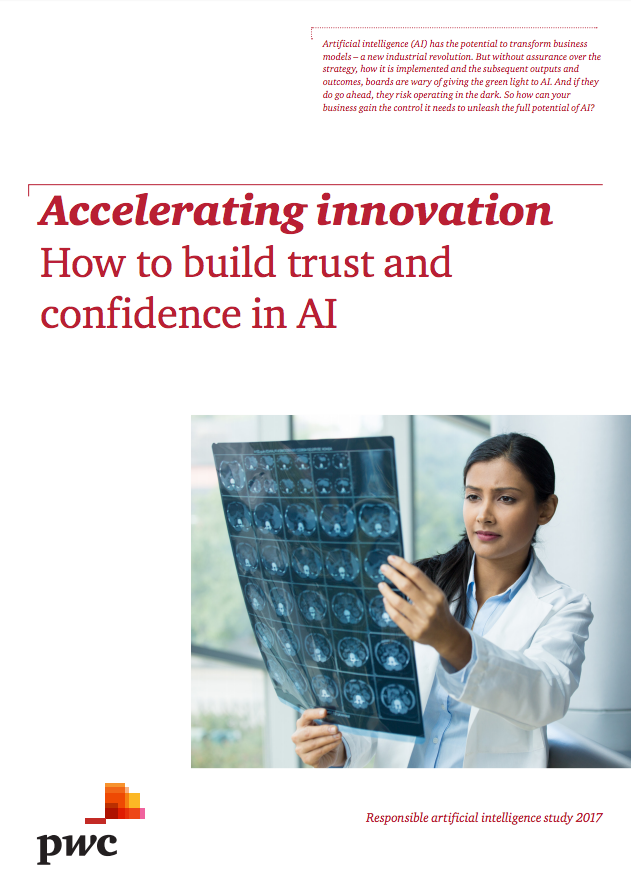 Artificial intelligence (AI) has the potential to transform business
models – a new industrial revolution. But without assurance over the
strategy, how it is implemented and the subsequent outputs and
outcomes, boards are wary of giving the green light to AI. And if they
do go ahead, they risk operating in the dark. So how can your
business gain the control it needs to unleash the full potential of AI?
Accelerating innovation
How to build trust and
confidence in AI
Responsible artificial intelligence study 2017
pwc